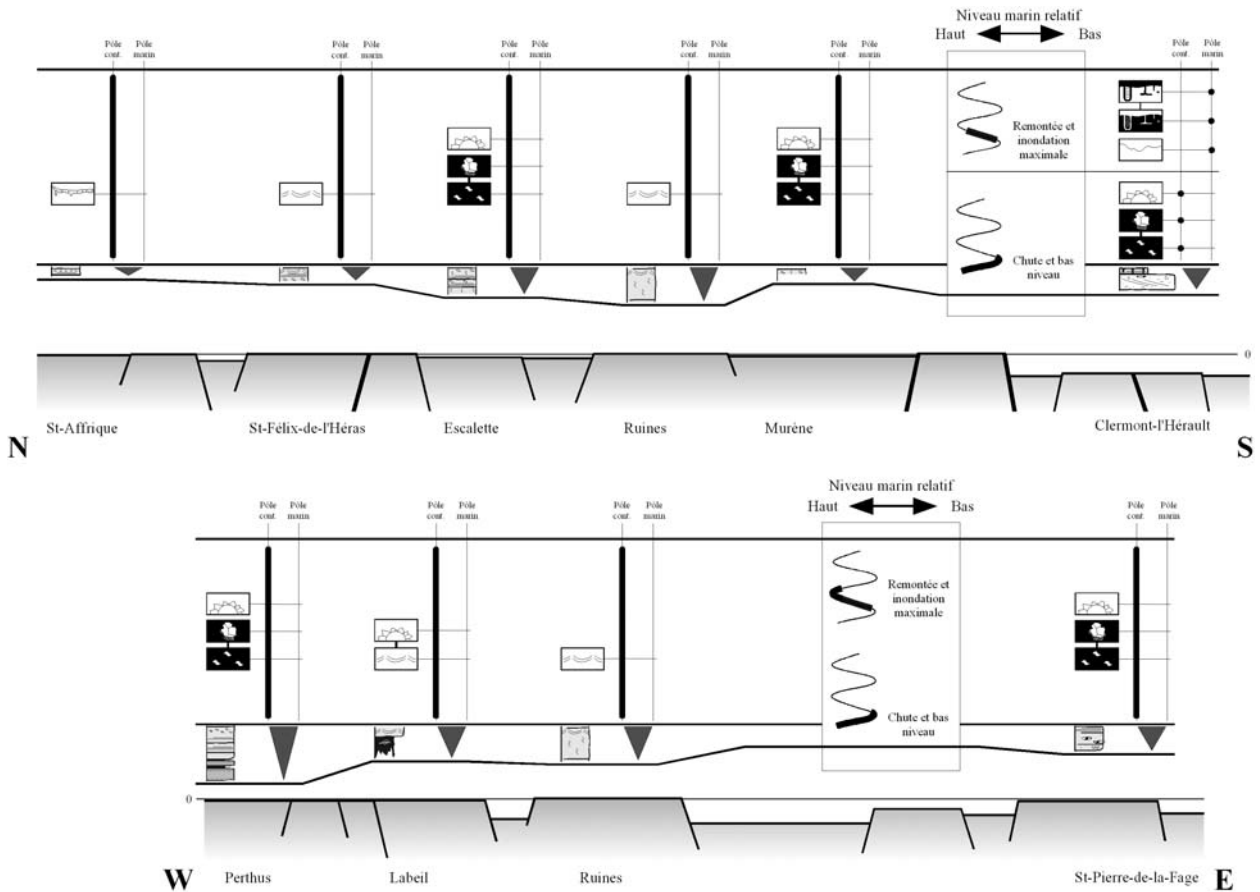 Niveau marin relatif
Haut Bas
Pôle cont. Pôle marin
Pôle cont. Pôle marin
Pôle cont. Pôle marin
Pôle cont. Pôle marin
Pôle cont. Pôle marin
Pôle cont. Pôle marin
Remontée et
inondation
maximale
Chute et bas
niveau
0
St-Affrique
St-Félix-de-l'Héras
Escalette
Ruines
Murène
Clermont-l'Hérault
N
S
Niveau marin relatif
Haut Bas
Pôle cont. Pôle marin
Pôle cont. Pôle marin
Pôle cont. Pôle marin
Pôle cont. Pôle marin
Remontée et
inondation
maximale
Chute et bas
niveau
0
W
Perthus
Labeil
Ruines
St-Pierre-de-la-Fage
E